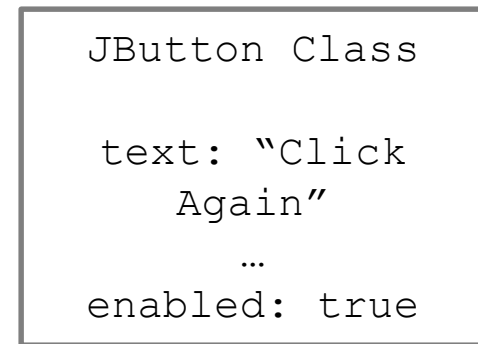 JButton Class
text: “Click
Again”
…
enabled: true